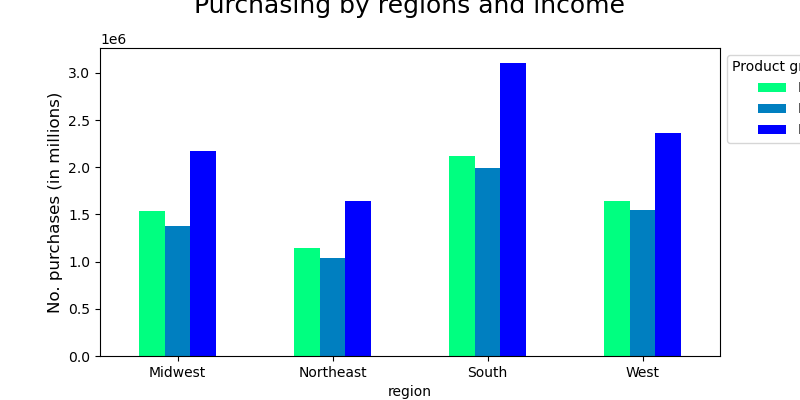 Purchasing by regions and income
1e6
Product
3.0
2.5
2.0
1.5
1.0
0.5
0.0
No. purchases (in millions)
Midwest Northeast South West
region